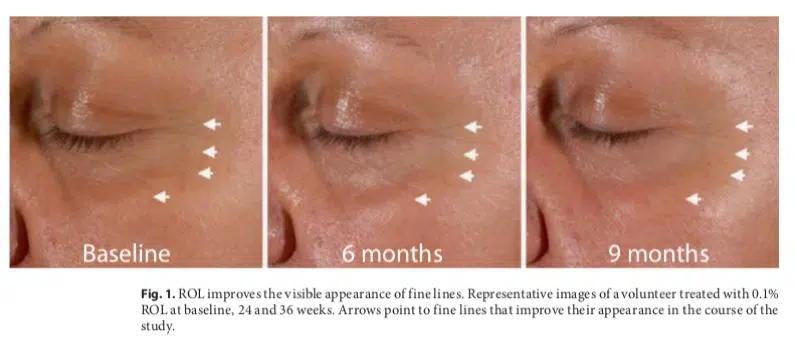 Baseline
6 months
9 months
Fig. 1. ROL improves the visible appearance of fine lines. Representative images of a volunteer treated with 0.1%
ROL at baseline, 24 and 36 weeks. Arrows point to fine lines that improve their appearance in the course of the
study.